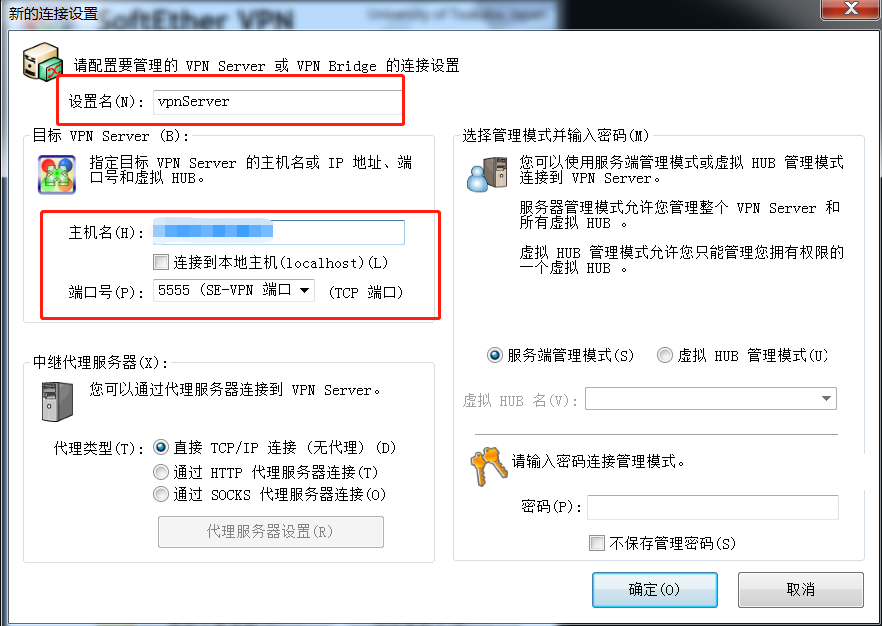 新的连接设置
SoftEther VPN
University of Tsukuba, Japan
请配置要管理的 VPN Server 或 VPN Bridge 的连接设置
设置名(N): vpnServer
目标 VPN Server (B):
指定目标 VPN Server 的主机名或 IP 地址、端
口号和虚拟 HUB。
主机名(H):
连接到本地主机(localhost)(L)
端口号(P): 5555 (SE-VPN 端口 (TCP 端口)
中继代理服务器(X):
您可以通过代理服务器连接到 VPN Server。
代理类型(T): 直接 TCP/IP 连接 (无代理) (D)
通过 HTTP 代理服务器连接(T)
通过 SOCKS 代理服务器连接(O)
代理服务器设置(R)
选择管理模式并输入密码(M)
您可以使用服务端管理模式或虚拟 HUB 管理模式
连接到 VPN Server。
服务器管理模式允许您管理整个 VPN Server 和
所有虚拟 HUB 。
虚拟 HUB 管理模式允许您只能管理您拥有权限的
一个虚拟 HUB 。
服务端管理模式(S) 虚拟 HUB 管理模式(U)
虚拟 HUB 名(V):
请输入密码连接管理模式。
密码(P):
不保存管理密码(S)
确定(O) 取消